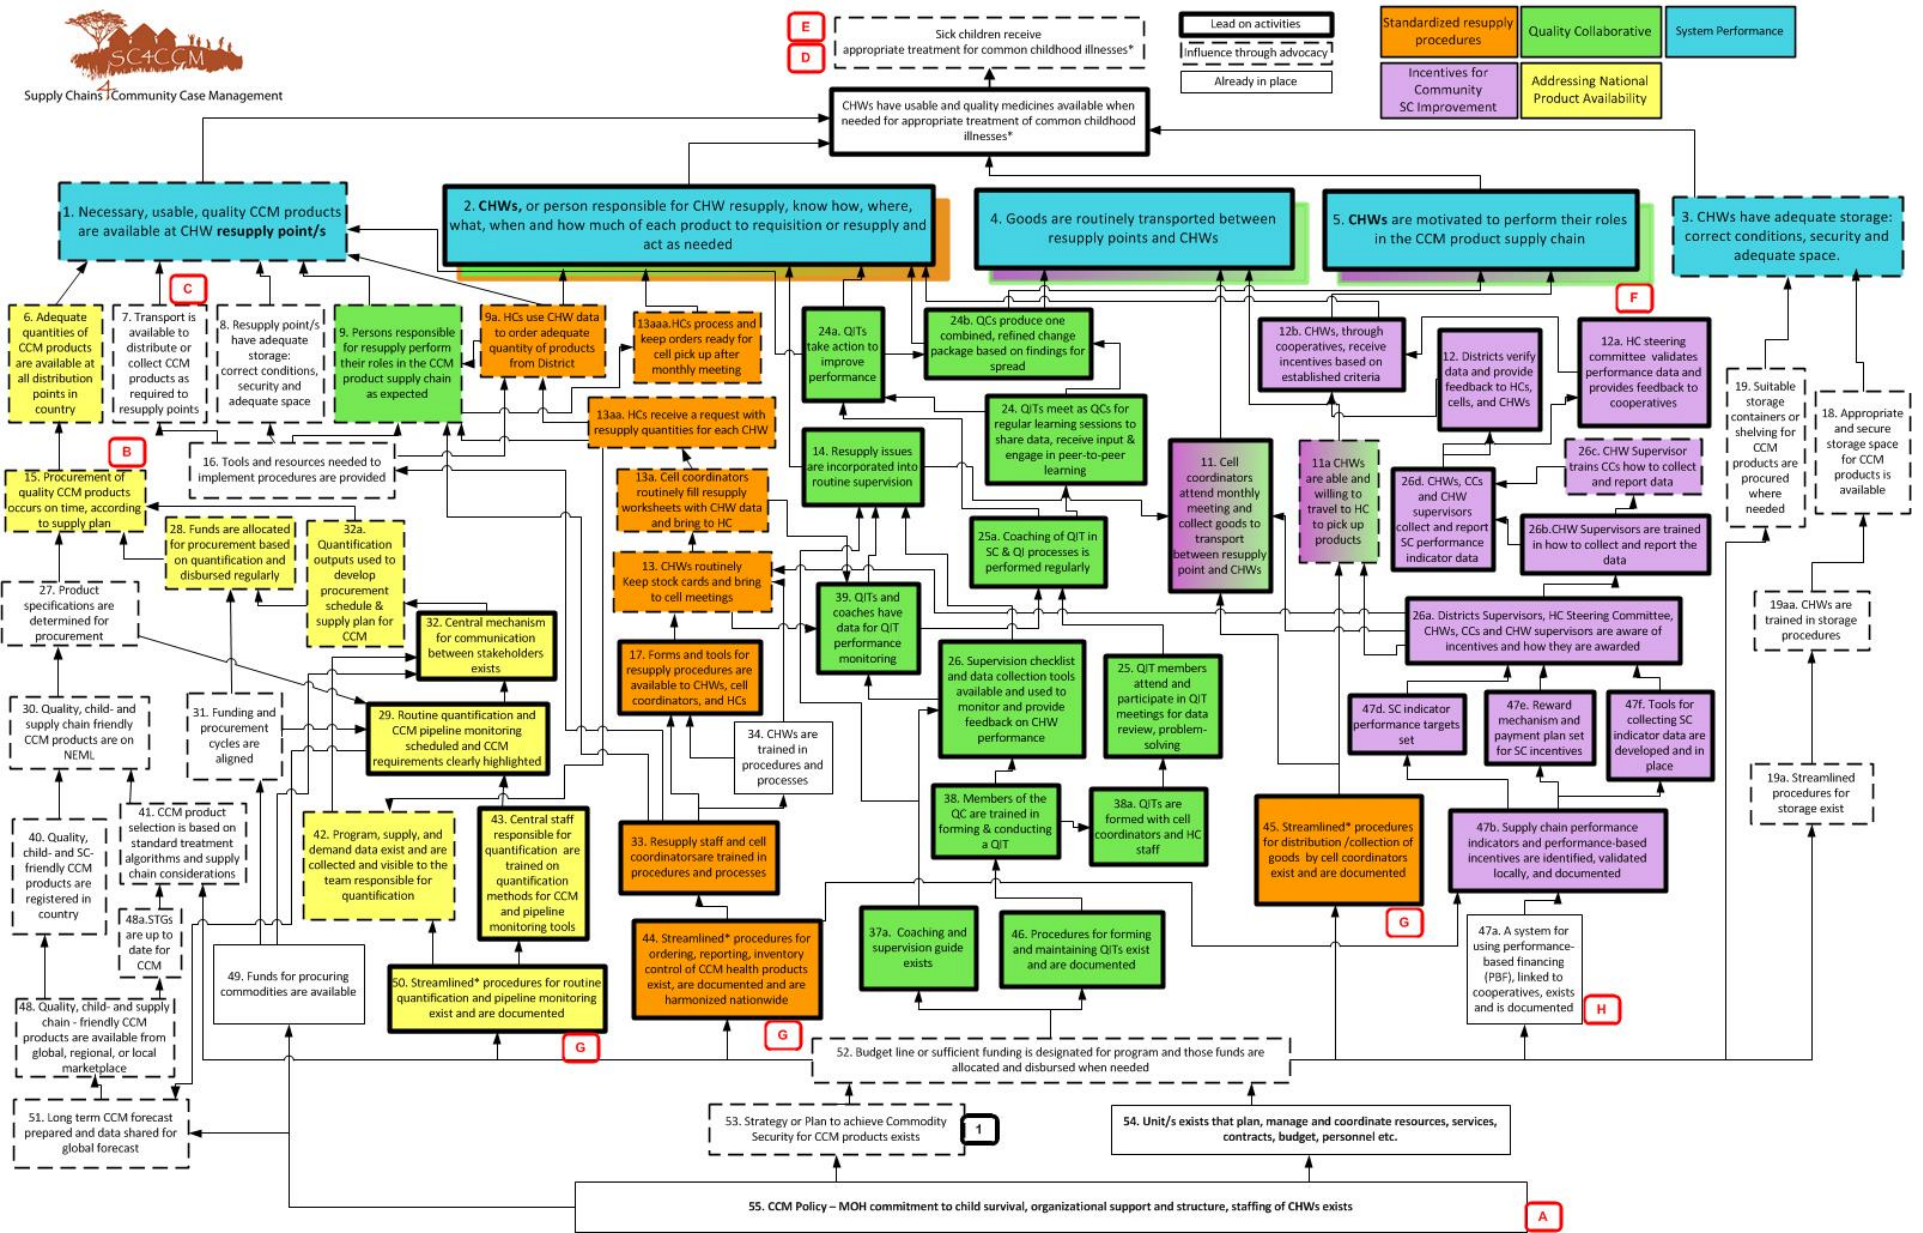 SC4CCM
Supply Chains 4 Community Case Management
E
D
Sick children receive
appropriate treatment for common childhood illnesses*
Lead on activities
Influence through advocacy
Already in place
Standardized resupply
procedures
Quality Collaborative
System Performance
Incentives for
Community
SC Improvement
Addressing National
Product Availability
CHWs have usable and quality medicines available when
needed for appropriate treatment of common childhood
illnesses*
1. Necessary, usable, quality CCM products
are available at CHW resupply point/s
2. CHWs, or person responsible for CHW resupply, know how, where,
what, when and how much of each product to requisition or resupply and
act as needed
4. Goods are routinely transported between
resupply points and CHWs
5. CHWs are motivated to perform their roles
in the CCM product supply chain
3. CHWs have adequate storage:
correct conditions, security and
adequate space.
C
F
6. Adequate
quantities of
CCM products
are available at
all distribution
points in
country
7. Transport is
available to
distribute or
collect CCM
products as
required to
resupply points
8. Resupply point/s
have adequate
storage:
correct conditions,
security and
adequate space
9. Persons responsible
for resupply perform
their roles in the CCM
product supply chain
as expected
9a. HCs use CHW data
to order adequate
quantity of products
from District
13aaa.HCs process and
keep orders ready for
cell pick up after
monthly meeting
24a. QITs
take action to
improve
performance
24b. QCs produce one
combined, refined change
package based on findings for
spread
12b. CHWs, through
cooperatives, receive
incentives based on
established criteria
12. Districts verify
data and provide
feedback to HCs,
cells, and CHWs
12a. HC steering
committee validates
performance data and
provides feedback to
cooperatives
19. Suitable
storage
containers or
shelving for
CCM
products are
procured
where
needed
18. Appropriate
and secure
storage space
for CCM
products is
available
B
16. Tools and resources needed to
implement procedures are provided
13aa. HCs receive a request with
resupply quantities for each CHW
24. QITs meet as QCs for
regular learning sessions to
share data, receive input &
engage in peer-to-peer
learning
14. Resupply issues
are incorporated into
routine supervision
11. Cell
coordinators
attend monthly
meeting and
collect goods to
transport
between resupply
point and CHWs
11a CHWs
are able and
willing to
travel to HC
to pick up
products
26c. CHW Supervisor
trains CCs how to collect
and report data
26d. CHWs, CCs
and CHW
supervisors
collect and report
SC performance
indicator data
26b.CHW Supervisors are trained
in how to collect and report the
data
15. Procurement of
quality CCM products
occurs on time, according
to supply plan
28. Funds are allocated
for procurement based
on quantification and
disbursed regularly
32a.
Quantification
outputs used to
develop
procurement
schedule &
supply plan for
CCM
13a. Cell coordinators
routinely fill resupply
worksheets with CHW data
and bring to HC
25a. Coaching of QIT in
SC & QI processes is
performed regularly
13. CHWs routinely
Keep stock cards and bring
to cell meetings
39. QITs and
coaches have
data for QIT
performance
monitoring
27. Product
specifications are
determined for
procurement
32. Central mechanism
for communication
between stakeholders
exists
17. Forms and tools for
resupply procedures are
available to CHWs, cell
coordinators, and HCs
26. Supervision checklist
and data collection tools
available and used to
monitor and provide
feedback on CHW
performance
25. QIT members
attend and
participate in QIT
meetings for data
review, problem-
solving
26a. Districts Supervisors, HC Steering Committee,
CHWs, CCs and CHW supervisors are aware of
incentives and how they are awarded
19aa. CHWs are
trained in storage
procedures
30. Quality, child- and
supply chain friendly
CCM products are on
NEML
31. Funding and
procurement
cycles are
aligned
29. Routine quantification and
CCM pipeline monitoring
scheduled and CCM
requirements clearly highlighted
34. CHWs are
trained in
procedures and
processes
47d. SC indicator
performance targets
set
47e. Reward
mechanism and
payment plan set
for SC incentives
47f. Tools for
collecting SC
indicator data are
developed and in
place
19a. Streamlined
procedures for
storage exist
40. Quality,
child- and SC-
friendly CCM
products are
registered in
country
41. CCM product
selection is based on
standard treatment
algorithms and supply
chain considerations
42. Program, supply, and
demand data exist and are
collected and visible to the
team responsible for
quantification
43. Central staff
responsible for
quantification are
trained on
quantification
methods for CCM
and pipeline
monitoring tools
33. Resupply staff and cell
coordinatorsare trained in
procedures and processes
38. Members of the
QC are trained in
forming & conducting
a QIT
38a. QITs are
formed with cell
coordinators and HC
staff
45. Streamlined* procedures
for distribution /collection of
goods by cell coordinators
exist and are documented
47b. Supply chain performance
indicators and performance-based
incentives are identified, validated
locally, and documented
G
48a.STGs
are up to
date for
CCM
49. Funds for procuring
commodities are available
44. Streamlined* procedures for
ordering, reporting, inventory
control of CCM health products
exist, are documented and are
harmonized nationwide
37a. Coaching and
supervision guide
exists
46. Procedures for forming
and maintaining QITs exist
and are documented
47a. A system for
using performance-
based financing
(PBF), linked to
cooperatives, exists
and is documented
H
48. Quality, child- and supply
chain - friendly CCM
products are available from
global, regional, or local
marketplace
50. Streamlined* procedures for routine
quantification and pipeline monitoring
exist and are documented
G
G
52. Budget line or sufficient funding is designated for program and those funds are
allocated and disbursed when needed
51. Long term CCM forecast
prepared and data shared for
global forecast
53. Strategy or Plan to achieve Commodity
Security for CCM products exists
1
54. Unit/s exists that plan, manage and coordinate resources, services,
contracts, budget, personnel etc.
55. CCM Policy – MOH commitment to child survival, organizational support and structure, staffing of CHWs exists
A